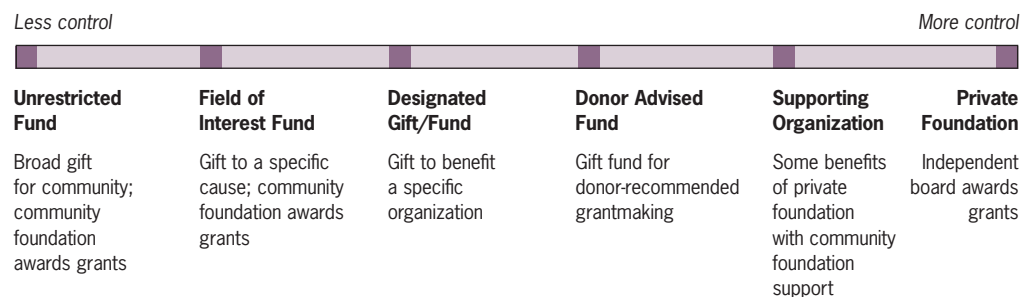 Less control
More control
Unrestricted
Fund
Broad gift
for community;
community
foundation
awards grants
Field of
Interest Fund
Gift to a specific
cause; community
foundation awards
grants
Designated
Gift/Fund
Gift to benefit
a specific
organization
Donor Advised
Fund
Gift fund for
donor-recommended
grantmaking
Supporting
Organization
Some benefits
of private
foundation
with community
foundation
support
Private
Foundation
Independent
board awards
grants